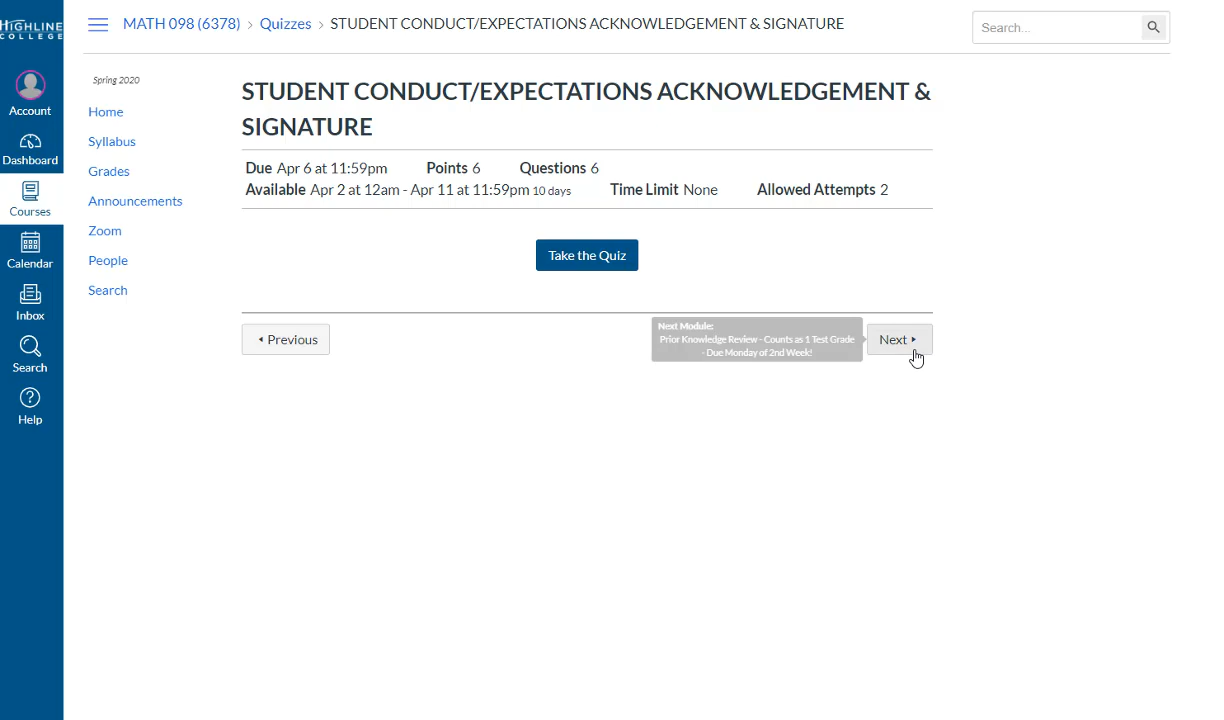 HIGHLINE
COLLEGE
Account
Dashboard
Courses
Calendar
Inbox
Search
Help
MATH 098 (6378) › Quizzes › STUDENT CONDUCT/EXPECTATIONS ACKNOWLEDGEMENT & SIGNATURE
Search...
Spring 2020
Home
Syllabus
Grades
Announcements
Zoom
People
Search
STUDENT CONDUCT/EXPECTATIONS ACKNOWLEDGEMENT &
SIGNATURE
Due Apr 6 at 11:59pm Points 6 Questions 6
Available Apr 2 at 12am - Apr 11 at 11:59pm 10 days Time Limit None Allowed Attempts 2
Take the Quiz
Previous
Next Module:
Prior Knowledge Review - Counts as 1 Test Grade
- Due Monday of 2nd Week!
Next